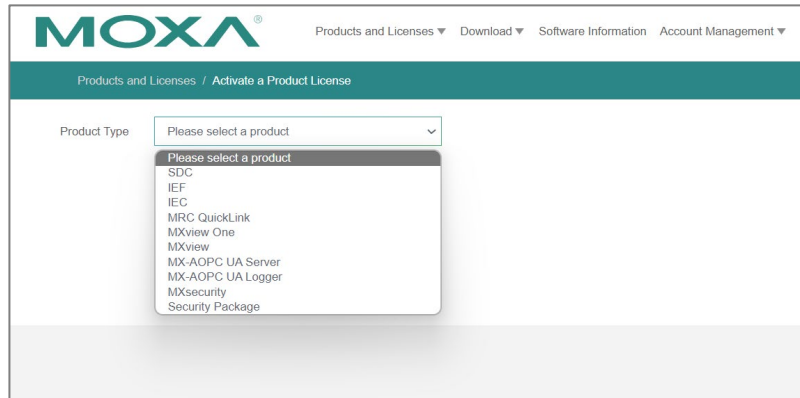 MOXA®
Products and Licenses ▼ Download ▼ Software Information Account Management ▼
Products and Licenses / Activate a Product License
Product Type Please select a product
Please select a product
SDC
IEF
IEC
MRC QuickLink
MXview One
MXview
MX-AOPC UA Server
MX-AOPC UA Logger
MXsecurity
Security Package